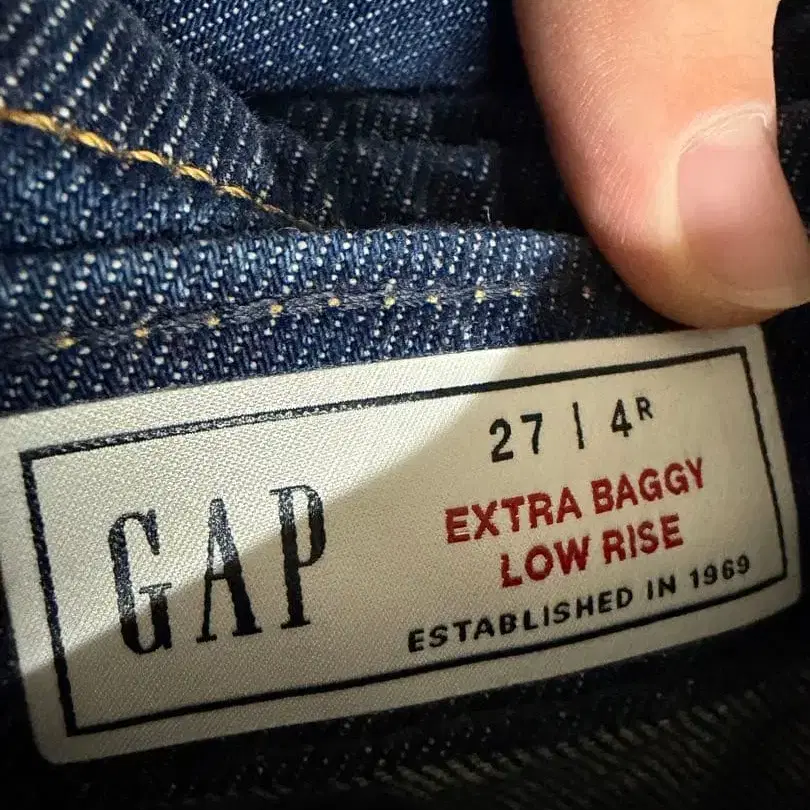 GAP
27 | 4R
EXTRA BAGGY
LOW RISE
ESTABLISHED IN 1969